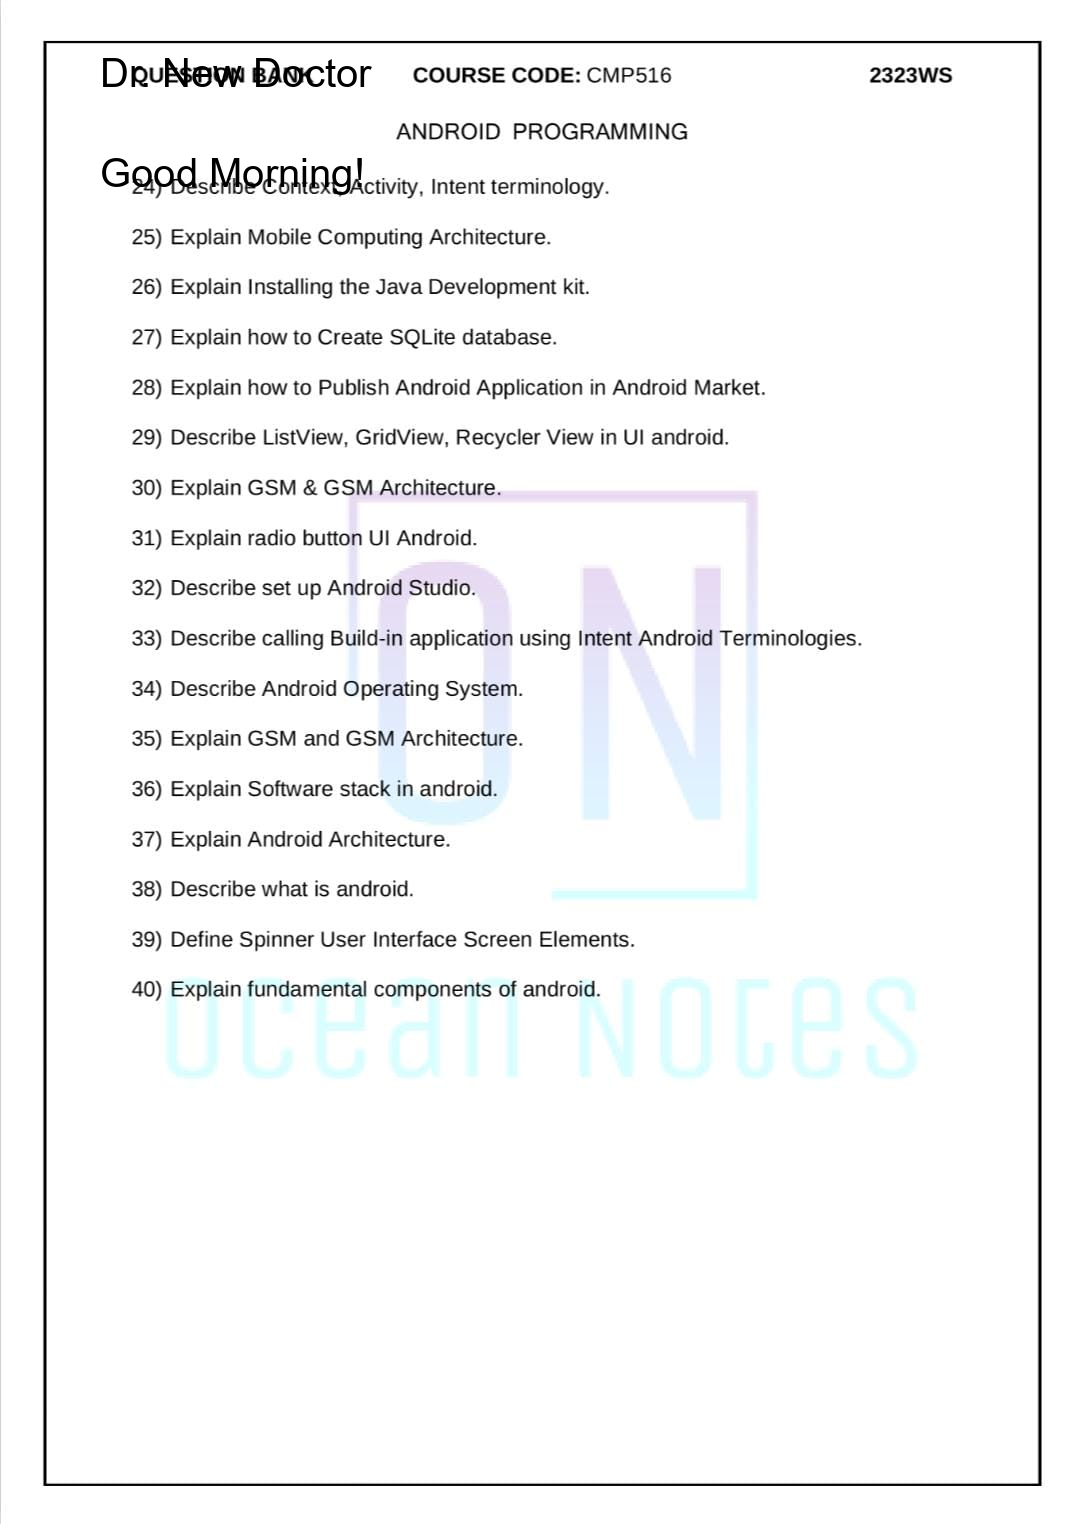 Dr. New Doctor
QUESTION BANK COURSE CODE: CMP516 2323WS
ANDROID PROGRAMMING
Good Morning!
24) Describe Context, Activity, Intent terminology.
25) Explain Mobile Computing Architecture.
26) Explain Installing the Java Development kit.
27) Explain how to Create SQLite database.
28) Explain how to Publish Android Application in Android Market.
29) Describe ListView, GridView, Recycler View in UI android.
30) Explain GSM & GSM Architecture.
31) Explain radio button UI Android.
32) Describe set up Android Studio.
33) Describe calling Build-in application using Intent Android Terminologies.
34) Describe Android Operating System.
35) Explain GSM and GSM Architecture.
36) Explain Software stack in android.
37) Explain Android Architecture.
38) Describe what is android.
39) Define Spinner User Interface Screen Elements.
40) Explain fundamental components of android.
ON
Ocean Notes